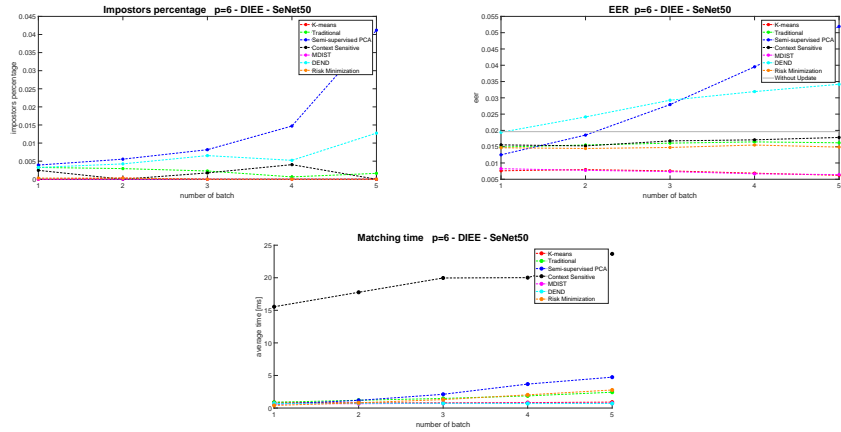 Impostors percentage p=6 - DIEE - SeNet50
0.045
0.04
0.035
0.03
0.025
0.02
0.015
0.01
0.005
0
impostors percentage
1
2
3
4
5
number of batch
K-means
Traditional
Semi-supervised PCA
Context Sensitive
MDIST
DEND
Risk Minimization
EER p=6 - DIEE - SeNet50
0.055
0.05
0.045
0.04
0.035
0.03
0.025
0.02
0.015
0.01
0.005
eer
1
2
3
4
5
number of batch
K-means
Traditional
Semi-supervised PCA
Context Sensitive
MDIST
DEND
Risk Minimization
Without Update
Matching time p=6 - DIEE - SeNet50
25
20
15
10
5
0
average time [ms]
1
2
3
4
5
number of batch
K-means
Traditional
Semi-supervised PCA
Context Sensitive
MDIST
DEND
Risk Minimization